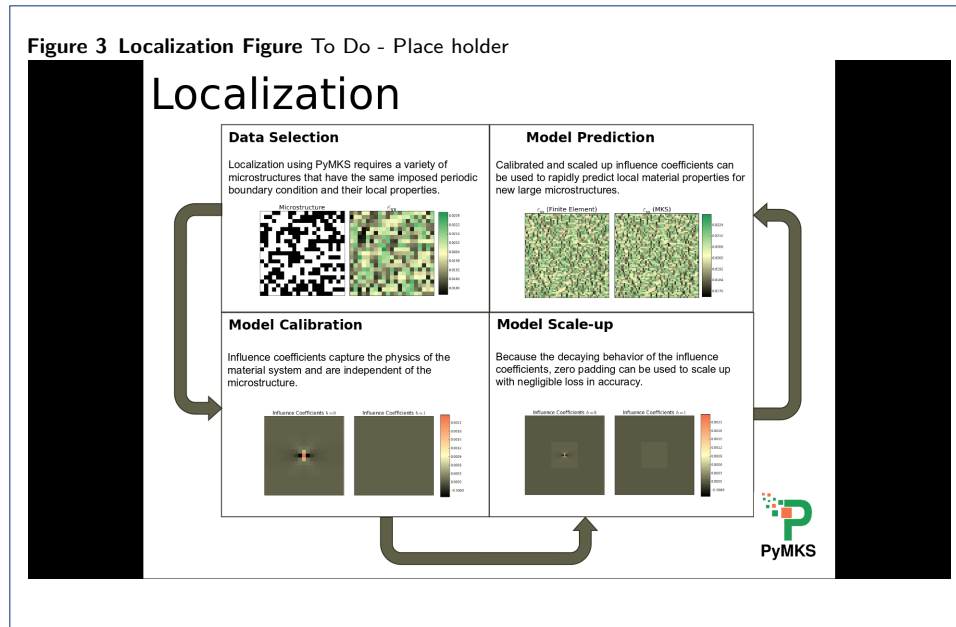 Figure 3 Localization Figure To Do - Place holder
Localization
Data Selection
Localization using PyMKS requires a variety of
microstructures that have the same imposed periodic
boundary condition and their local properties.
Microstructure
Model Prediction
Calibrated and scaled up influence coefficients can
be used to rapidly predict local material properties for
new large microstructures.
(Finite Element)
(MKS)
Model Calibration
Influence coefficients capture the physics of the
material system and are independent of the
microstructure.
Influence Coefficients h=0
Influence Coefficients h=1
Model Scale-up
Because the decaying behavior of the influence
coefficients, zero padding can be used to scale up
with negligible loss in accuracy.
Influence Coefficients h=0
Influence Coefficients h=1
PyMKS